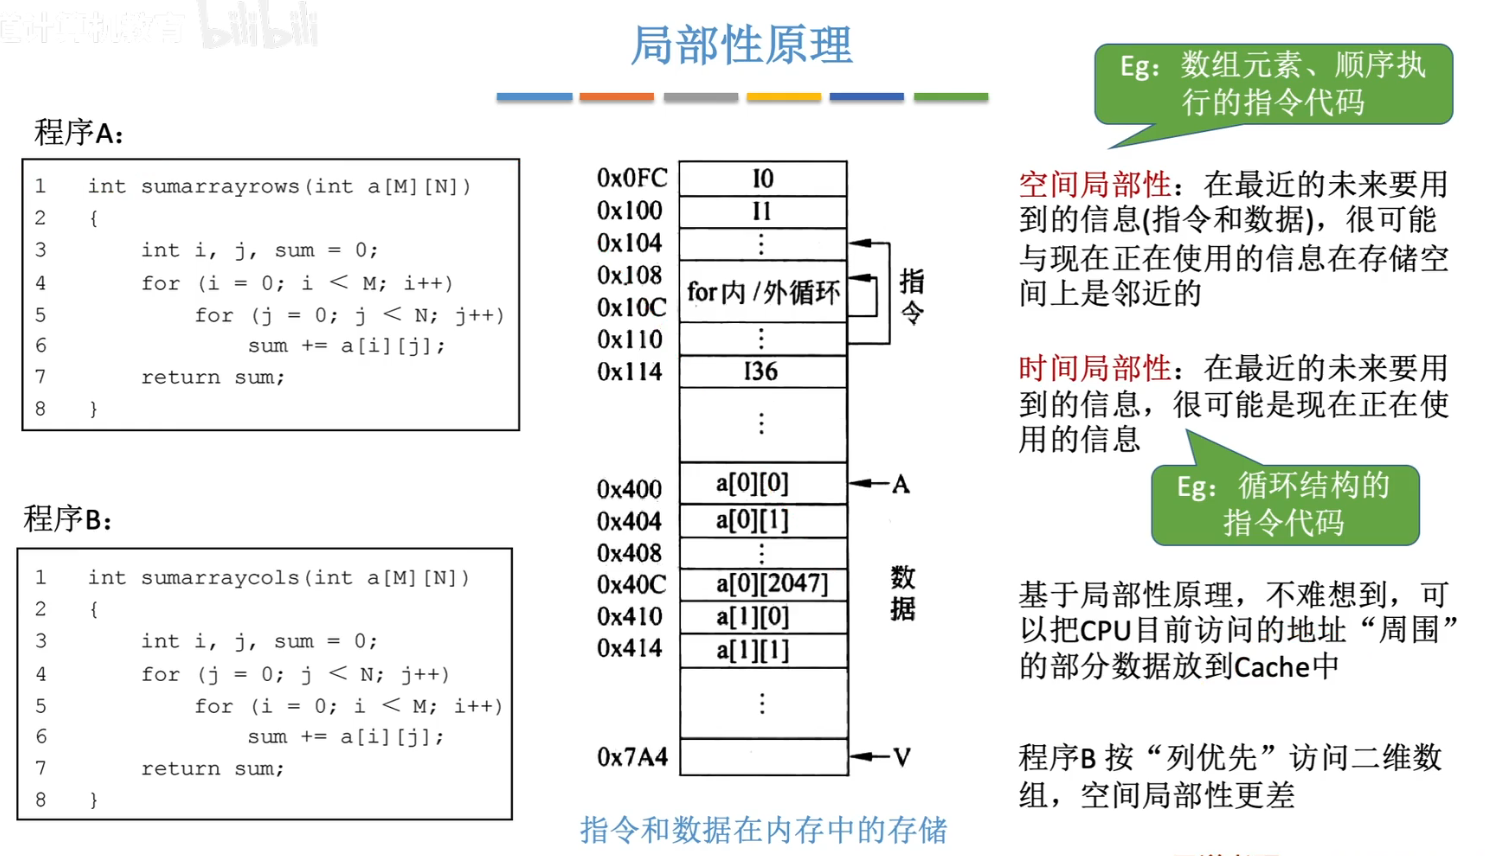 计算机教育 bilibili
局部性原理
Eg：数组元素、顺序执
行的指令代码
程序A：
1 int sumarrayrows(int a[M][N])
2 {
3 int i, j, sum = 0;
4 for (i = 0; i < M; i++)
5 for (j = 0; j < N; j++)
6 sum += a[i][j];
7 return sum;
8 }
程序B：
1 int sumarraycols(int a[M][N])
2 {
3 int i, j, sum = 0;
4 for (j = 0; j < N; j++)
5 for (i = 0; i < M; i++)
6 sum += a[i][j];
7 return sum;
8 }
0x0FC I0
0x100 I1
0x104 ⋮
0x108
for内/外循环
0x10C
0x110 ⋮
0x114 I36
⋮
指令
0x400 a[0][0] A
0x404 a[0][1]
0x408 ⋮
0x40C a[0][2047]
0x410 a[1][0]
0x414 a[1][1]
⋮
数据
0x7A4 V
指令和数据在内存中的存储
空间局部性：在最近的未来要用
到的信息(指令和数据)，很可能
与现在正在使用的信息在存储空
间上是邻近的
时间局部性：在最近的未来要用
到的信息，很可能是现在正在使
用的信息
Eg：循环结构的
指令代码
基于局部性原理，不难想到，可
以把CPU目前访问的地址“周围”
的部分数据放到Cache中
程序B 按“列优先”访问二维数
组，空间局部性更差